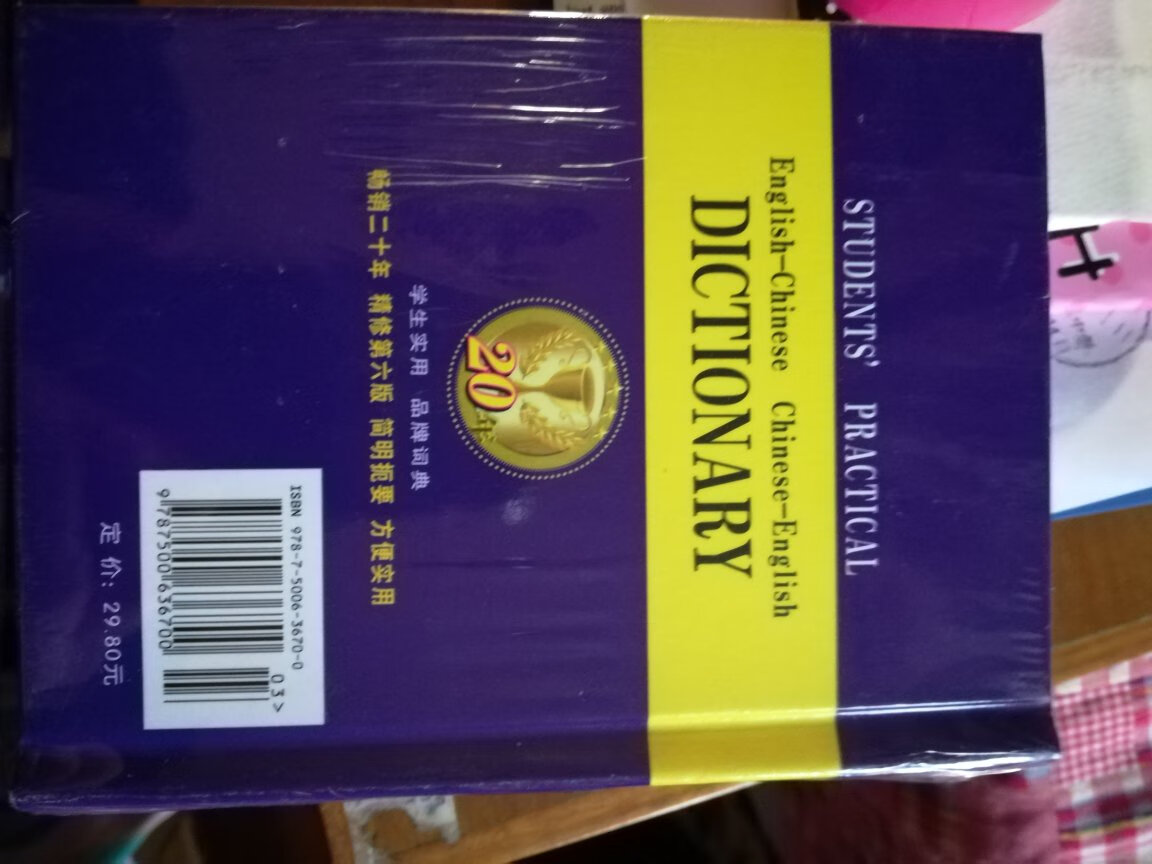 STUDENTS' PRACTICAL
English-Chinese Chinese-English
DICTIONARY
20年
学生实用 品牌词典
畅销二十年 精修第六版 简明扼要 方便实用
ISBN 978-7-5006-3670-0
03>
9787500636700
定价: 29.80元
H